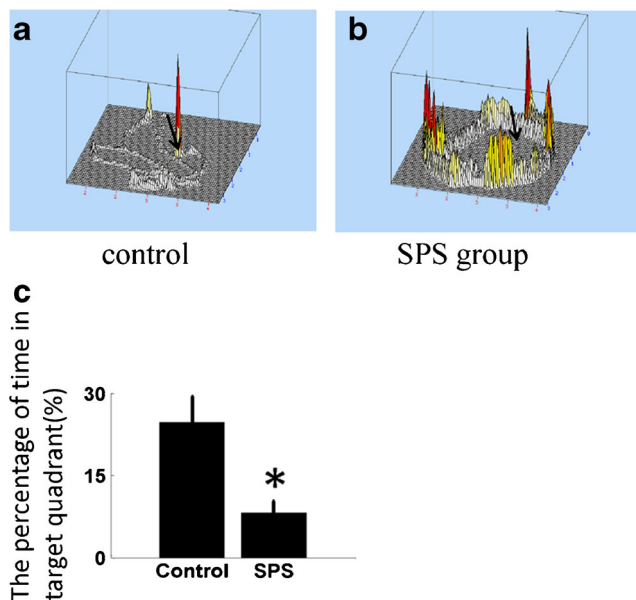 a
b
control
SPS group
c
The percentage of time in
target quadrant(%)
30
15
0
*
Control
SPS